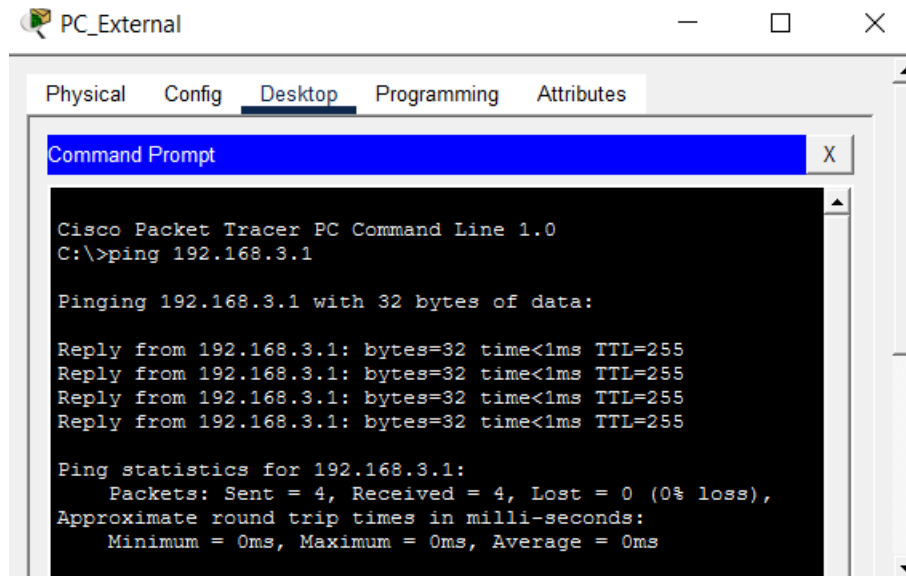 PC_External
Physical Config Desktop Programming Attributes
Command Prompt X
Cisco Packet Tracer PC Command Line 1.0
C:\>ping 192.168.3.1
Pinging 192.168.3.1 with 32 bytes of data:
Reply from 192.168.3.1: bytes=32 time<1ms TTL=255
Reply from 192.168.3.1: bytes=32 time<1ms TTL=255
Reply from 192.168.3.1: bytes=32 time<1ms TTL=255
Reply from 192.168.3.1: bytes=32 time<1ms TTL=255
Ping statistics for 192.168.3.1:
Packets: Sent = 4, Received = 4, Lost = 0 (0% loss),
Approximate round trip times in milli-seconds:
Minimum = 0ms, Maximum = 0ms, Average = 0ms